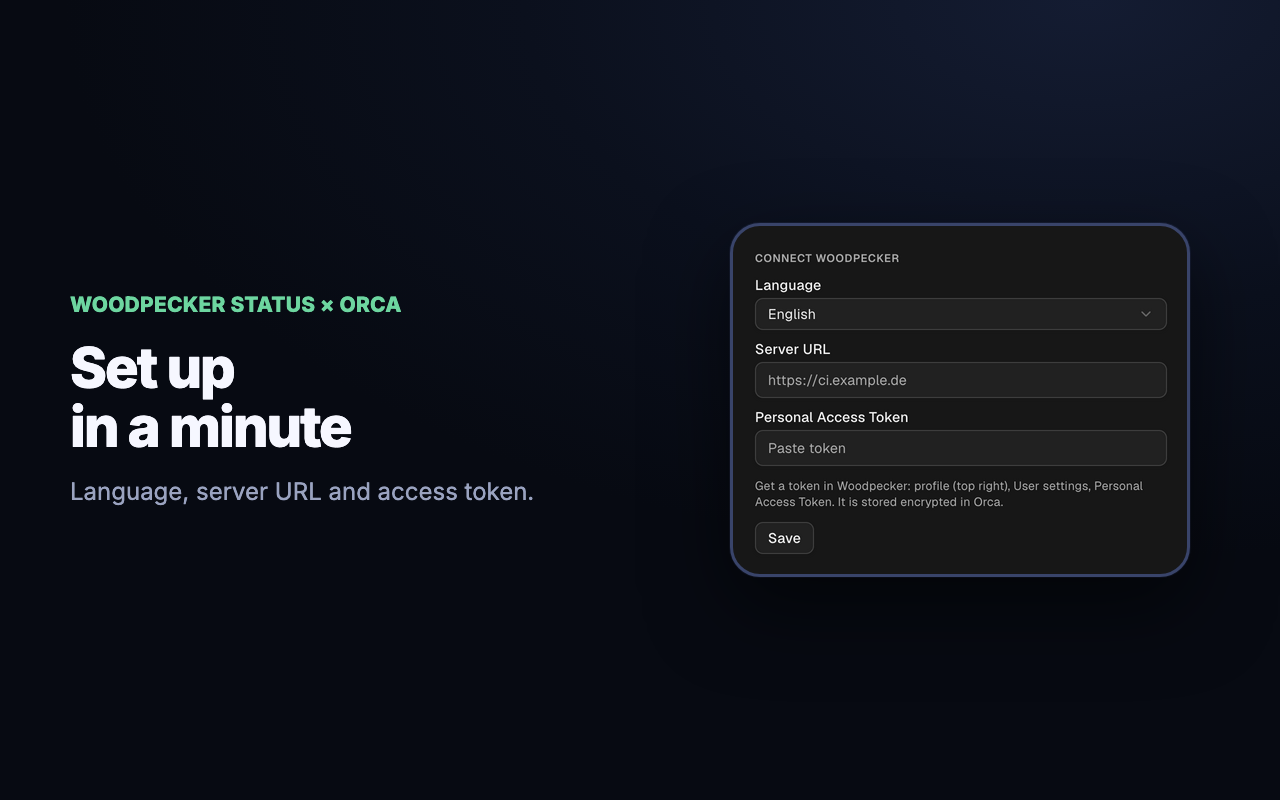 WOODPECKER STATUS × ORCA
Set up
in a minute
Language, server URL and access token.
CONNECT WOODPECKER
Language
English
Server URL
https://ci.example.de
Personal Access Token
Paste token
Get a token in Woodpecker: profile (top right), User settings, Personal
Access Token. It is stored encrypted in Orca.
Save